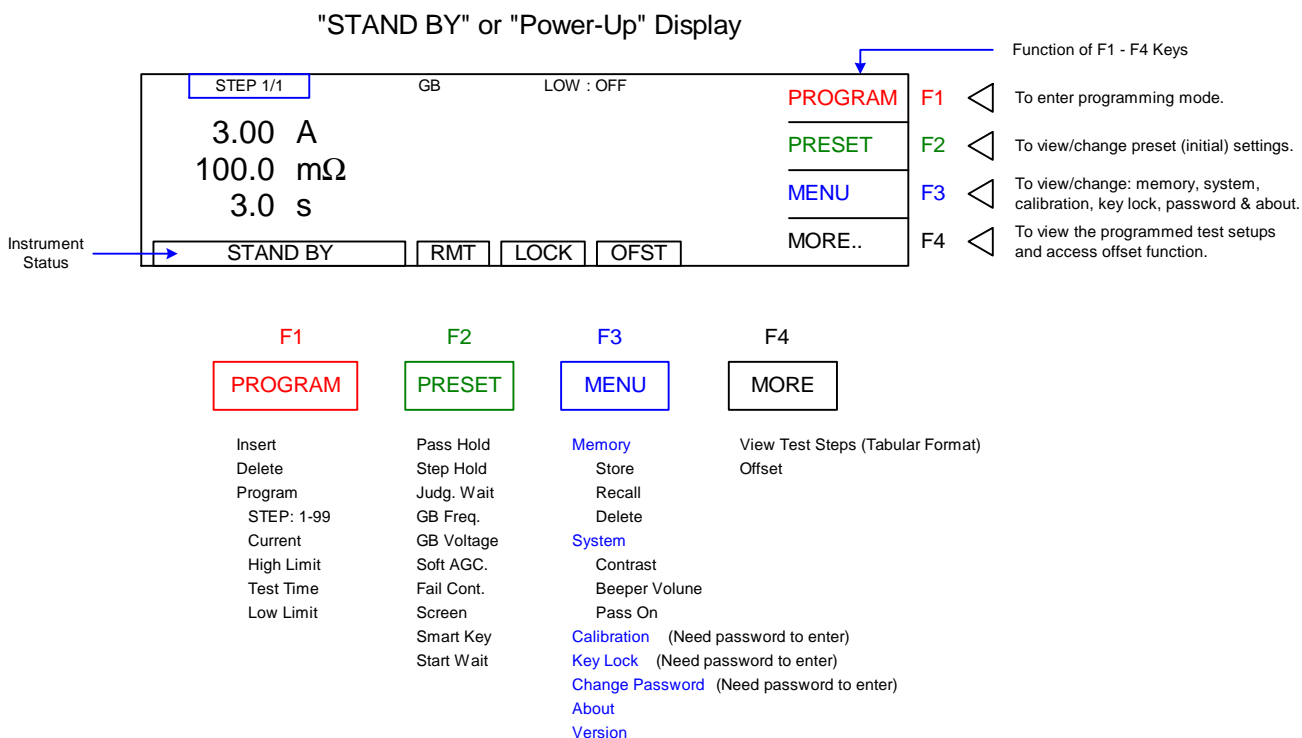 "STAND BY" or "Power-Up" Display
Function of F1 - F4 Keys
STEP 1/1 GB LOW : OFF
3.00 A
100.0 mΩ
3.0 s
PROGRAM F1 To enter programming mode.
PRESET F2 To view/change preset (initial) settings.
MENU F3 To view/change: memory, system,
calibration, key lock, password & about.
MORE.. F4 To view the programmed test setups
and access offset function.
Instrument
Status
STAND BY RMT LOCK OFST
F1
PROGRAM
Insert
Delete
Program
STEP: 1-99
Current
High Limit
Test Time
Low Limit
F2
PRESET
Pass Hold
Step Hold
Judg. Wait
GB Freq.
GB Voltage
Soft AGC.
Fail Cont.
Screen
Smart Key
Start Wait
F3
MENU
Memory
Store
Recall
Delete
System
Contrast
Beeper Volune
Pass On
Calibration (Need password to enter)
Key Lock (Need password to enter)
Change Password (Need password to enter)
About
Version
F4
MORE
View Test Steps (Tabular Format)
Offset